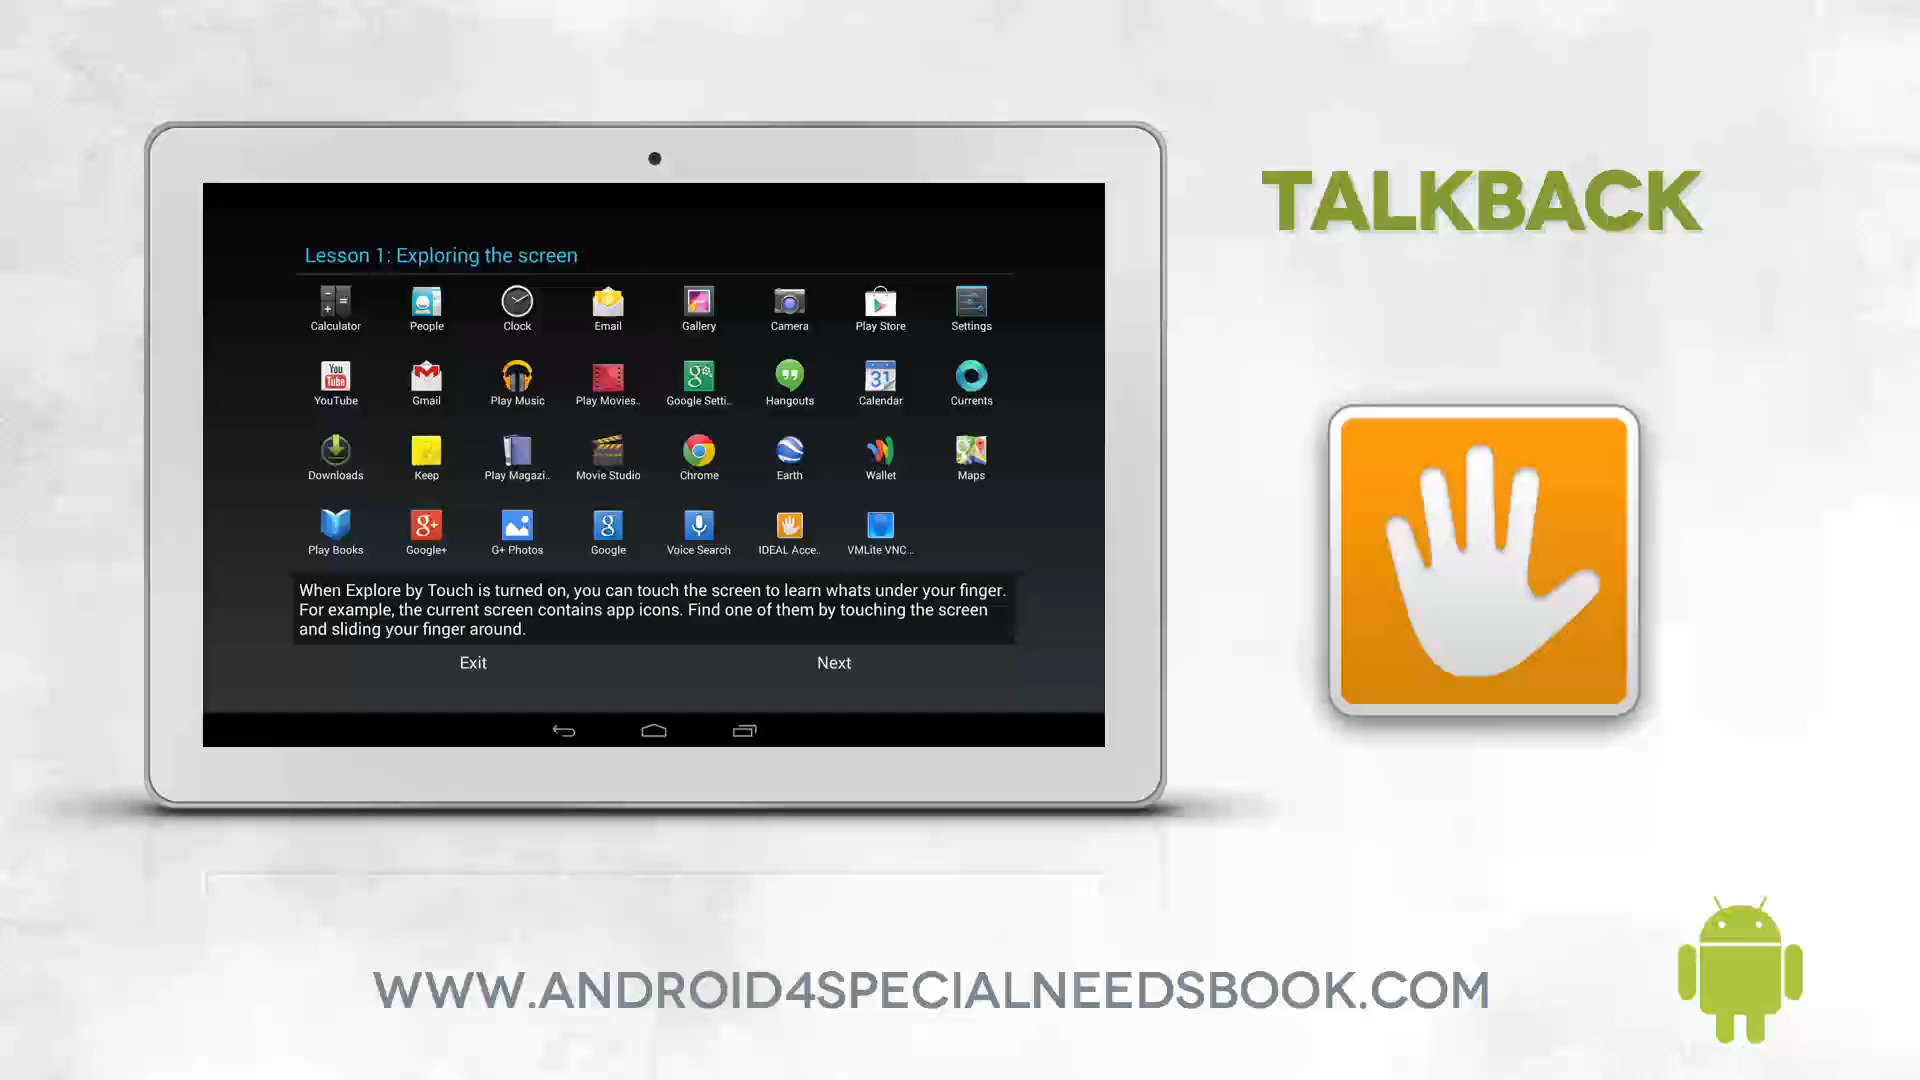 TALKBACK
Lesson 1: Exploring the screen
Calculator People Clock Email Gallery Camera Play Store Settings
31
You Tube
YouTube Gmail Play Music Play Movies.. Google Setti.. Hangouts Calendar Currents
Downloads Keep Play Magazi.. Movie Studio Chrome Earth Wallet Maps
g+ g
Play Books Google+ G+ Photos Google Voice Search IDEAL Acce.. VMLite VNC ..
When Explore by Touch is turned on, you can touch the screen to learn whats under your finger.
For example, the current screen contains app icons. Find one of them by touching the screen
and sliding your finger around.
Exit Next
WWW.ANDROID4SPECIALNEEDSBOOK.COM